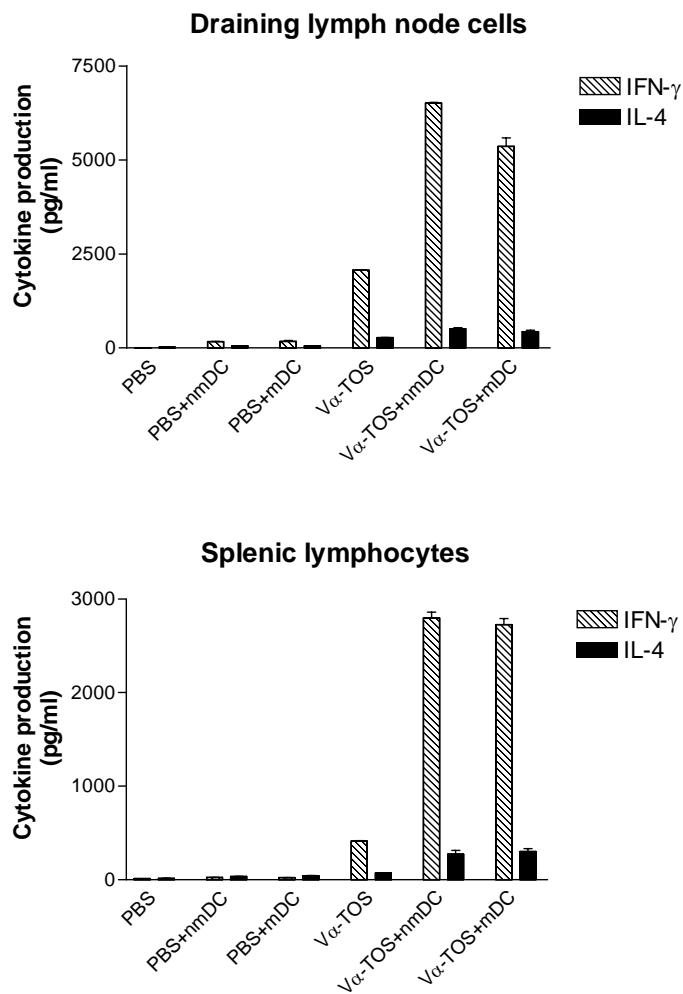 Draining lymph node cells
Cytokine production
(pg/ml)
7500
5000
2500
0
IFN-γ
IL-4
PBS
PBS+nmDC
PBS+mDC
Vα-TOS
Vα-TOS+nmDC
Vα-TOS+mDC
Splenic lymphocytes
Cytokine production
(pg/ml)
3000
2000
1000
0
IFN-γ
IL-4
PBS
PBS+nmDC
PBS+mDC
Vα-TOS
Vα-TOS+nmDC
Vα-TOS+mDC